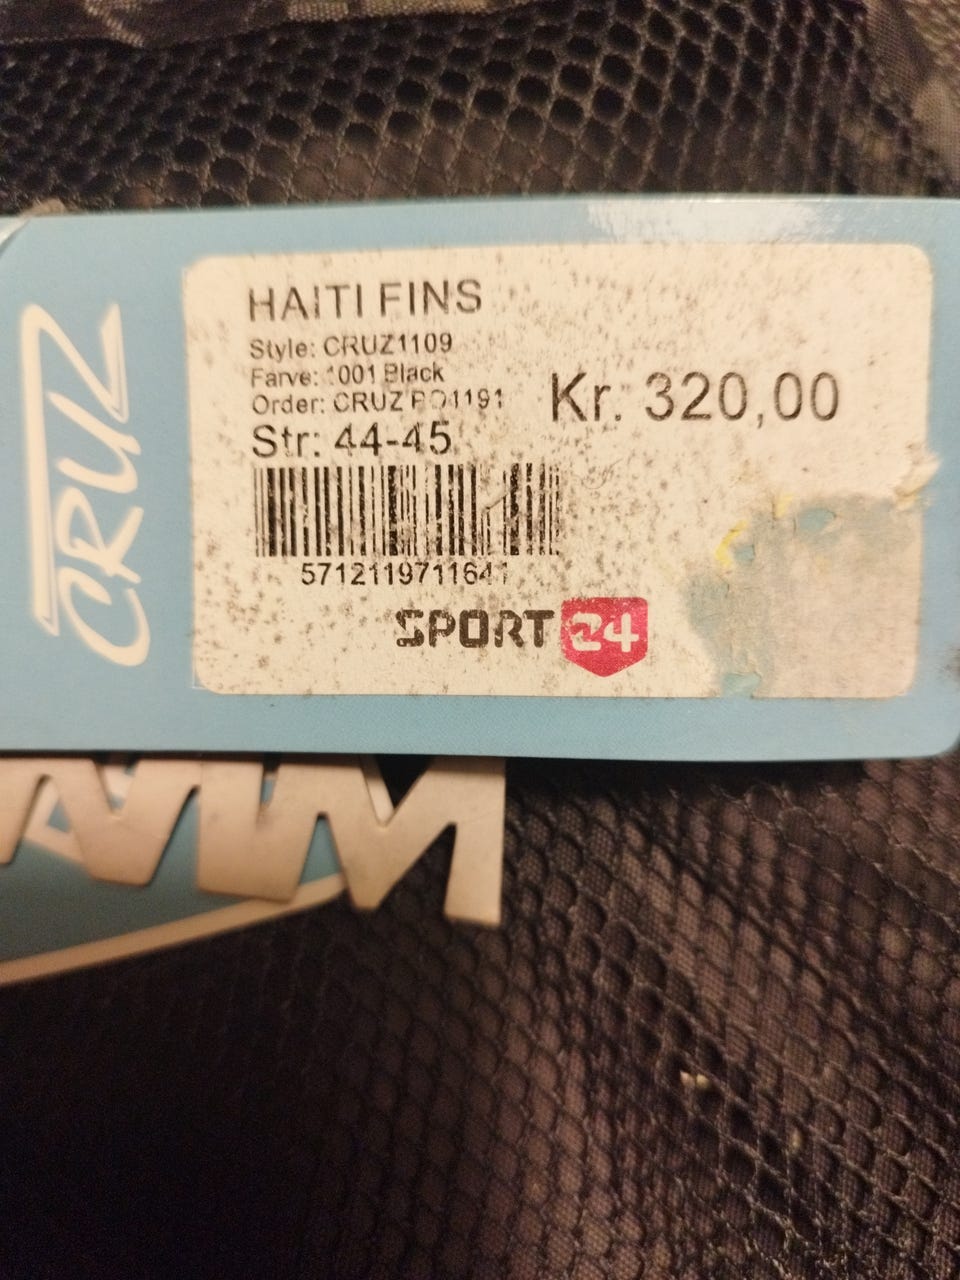 CRUZ
HAITI FINS
Style: CRUZ1109
Farve: 1001 Black
Order: CRUZ PO1191
Kr. 320,00
Str: 44-45
SPORT 24